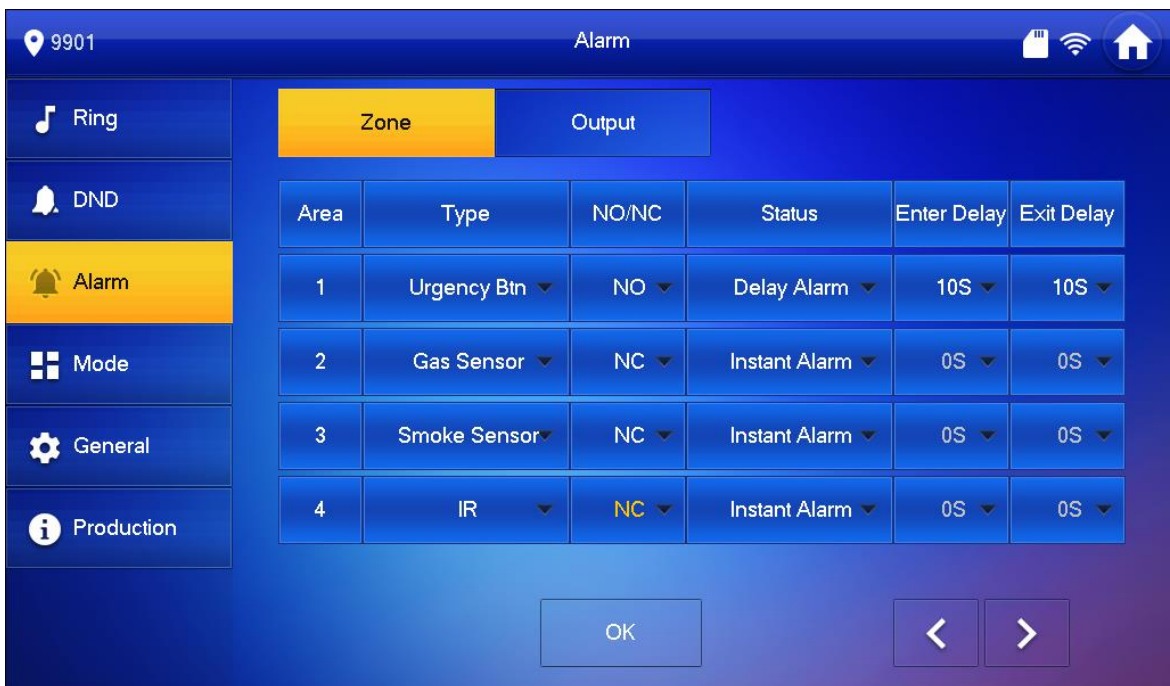 9901 Alarm
Ring
DND
Alarm
Mode
General
Production
Zone Output
Area Type NO/NC Status Enter Delay Exit Delay
1 Urgency Btn NO Delay Alarm 10S 10S
2 Gas Sensor NC Instant Alarm 0S 0S
3 Smoke Sensor NC Instant Alarm 0S 0S
4 IR NC Instant Alarm 0S 0S
OK